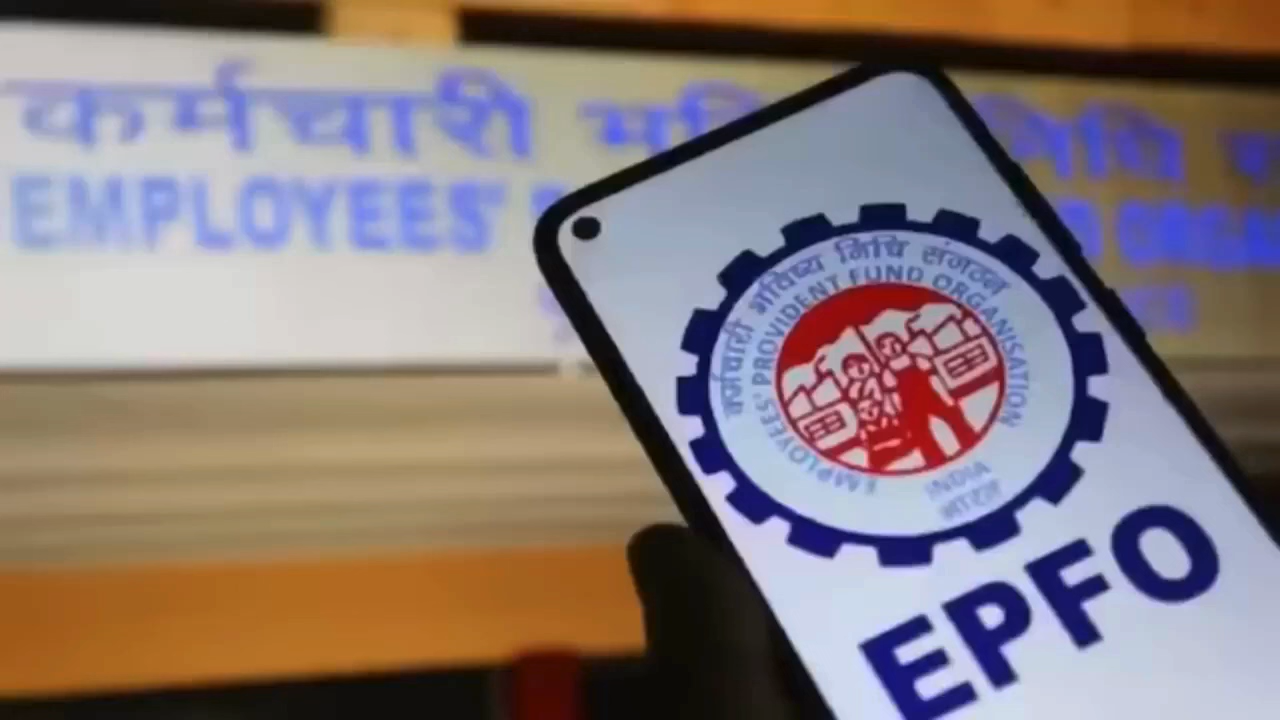 कर्मचारी
EMPLOYEES'
कर्मचारी भविष्य निधि संगठन
EMPLOYEES' PROVIDENT FUND ORGANISATION
INDIA
भारत
EPFO